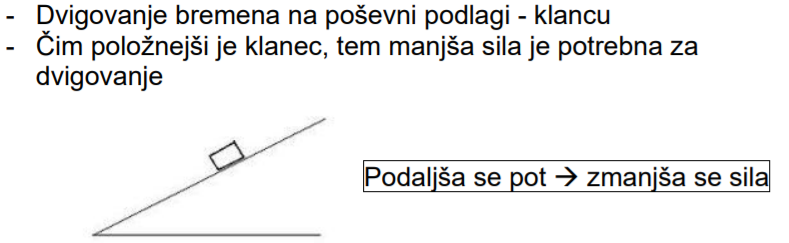 - Dvigovanje bremena na poševni podlagi - klancu
- Čim položnejši je klanec, tem manjša sila je potrebna za
dvigovanje
Podaljša se pot → zmanjša se sila